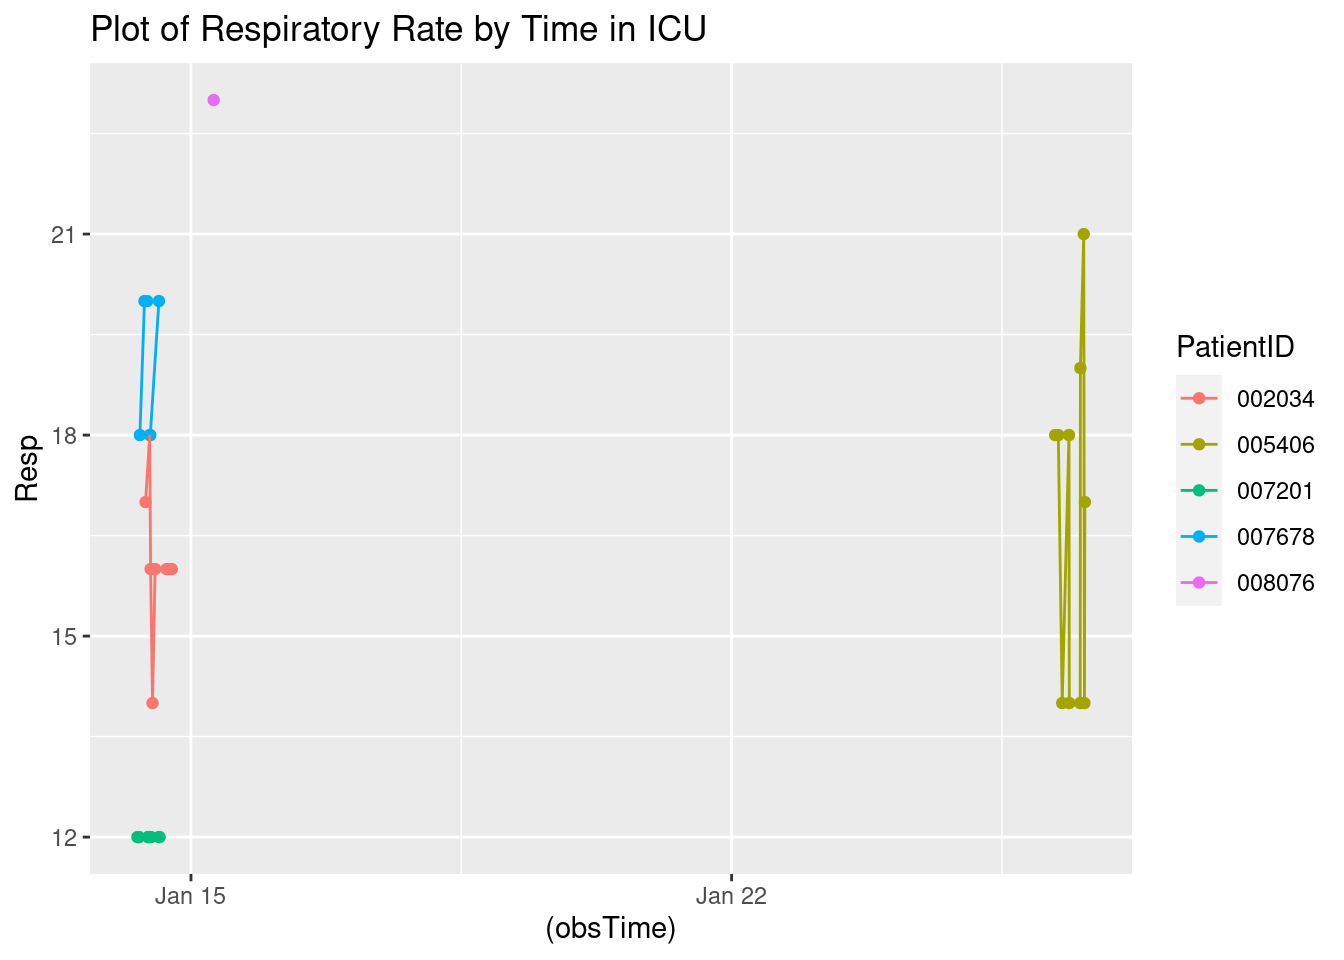 Plot of Respiratory Rate by Time in ICU
21
18
15
12
Resp
Jan 15
Jan 22
(obsTime)
PatientID
002034
005406
007201
007678
008076